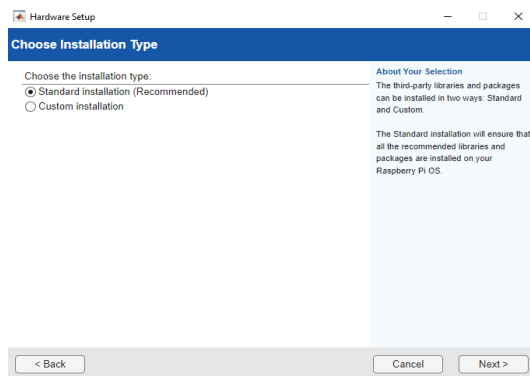 Hardware Setup
Choose Installation Type
Choose the installation type:
Standard installation (Recommended)
Custom installation
About Your Selection
The third-party libraries and packages
can be installed in two ways: Standard
and Custom.
The Standard installation will ensure that
all the recommended libraries and
packages are installed on your
Raspberry Pi OS.
< Back
Cancel
Next >